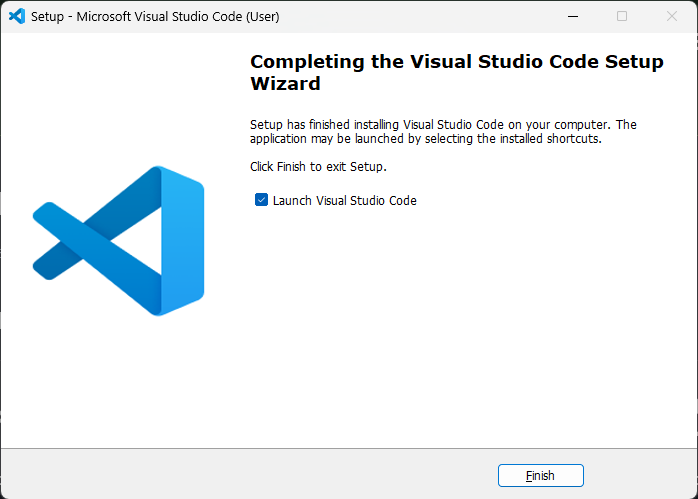 Setup - Microsoft Visual Studio Code (User)
Completing the Visual Studio Code Setup
Wizard
Setup has finished installing Visual Studio Code on your computer. The
application may be launched by selecting the installed shortcuts.
Click Finish to exit Setup.
Launch Visual Studio Code
Finish